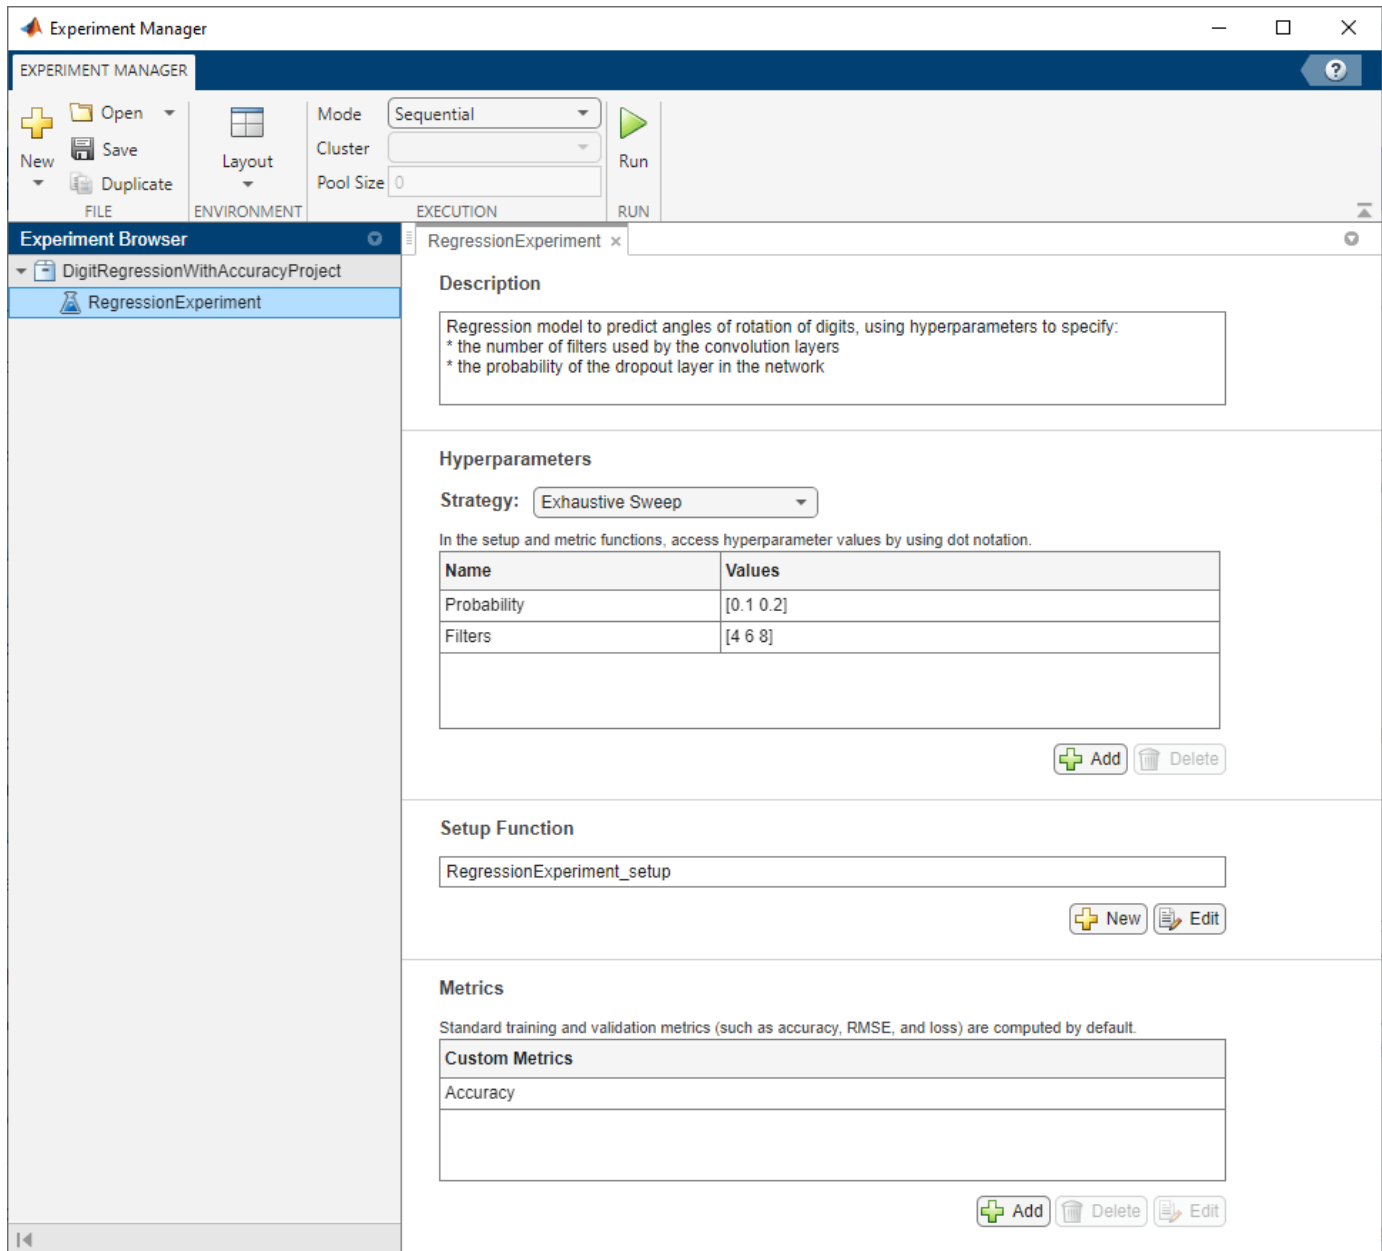 Experiment Manager
EXPERIMENT MANAGER
?
New
Open
Save
Duplicate
FILE
Layout
ENVIRONMENT
Mode
Sequential
Cluster
Pool Size
0
EXECUTION
Run
RUN
Experiment Browser
DigitRegressionWithAccuracyProject
RegressionExperiment
RegressionExperiment ×
Description
Regression model to predict angles of rotation of digits, using hyperparameters to specify:
* the number of filters used by the convolution layers
* the probability of the dropout layer in the network
Hyperparameters
Strategy: Exhaustive Sweep
In the setup and metric functions, access hyperparameter values by using dot notation.
Name Values
Probability [0.1 0.2]
Filters [4 6 8]
Add Delete
Setup Function
RegressionExperiment_setup
New Edit
Metrics
Standard training and validation metrics (such as accuracy, RMSE, and loss) are computed by default.
Custom Metrics
Accuracy
Add Delete Edit